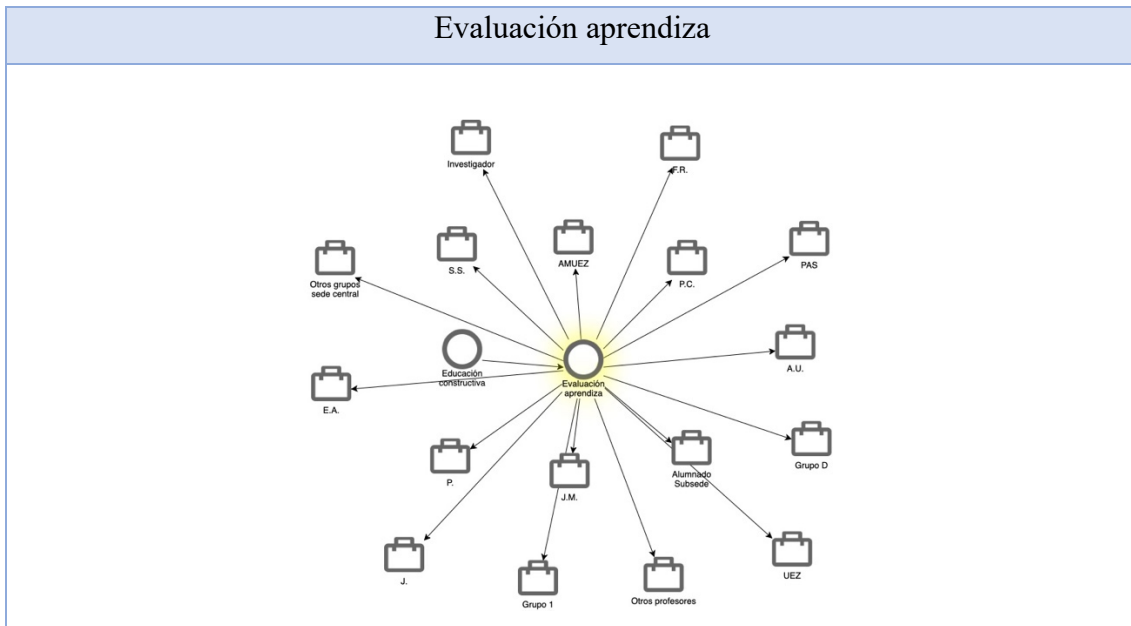 Evaluación aprendiza
Investigador
F.R.
S.S.
AMUEZ
P.C.
PAS
Otros grupos
sede central
Educación
constructiva
Evaluación
aprendiza
A.U.
E.A.
P.
J.M.
Alumnado
Subsede
Grupo D
J.
Grupo 1
Otros profesores
UEZ